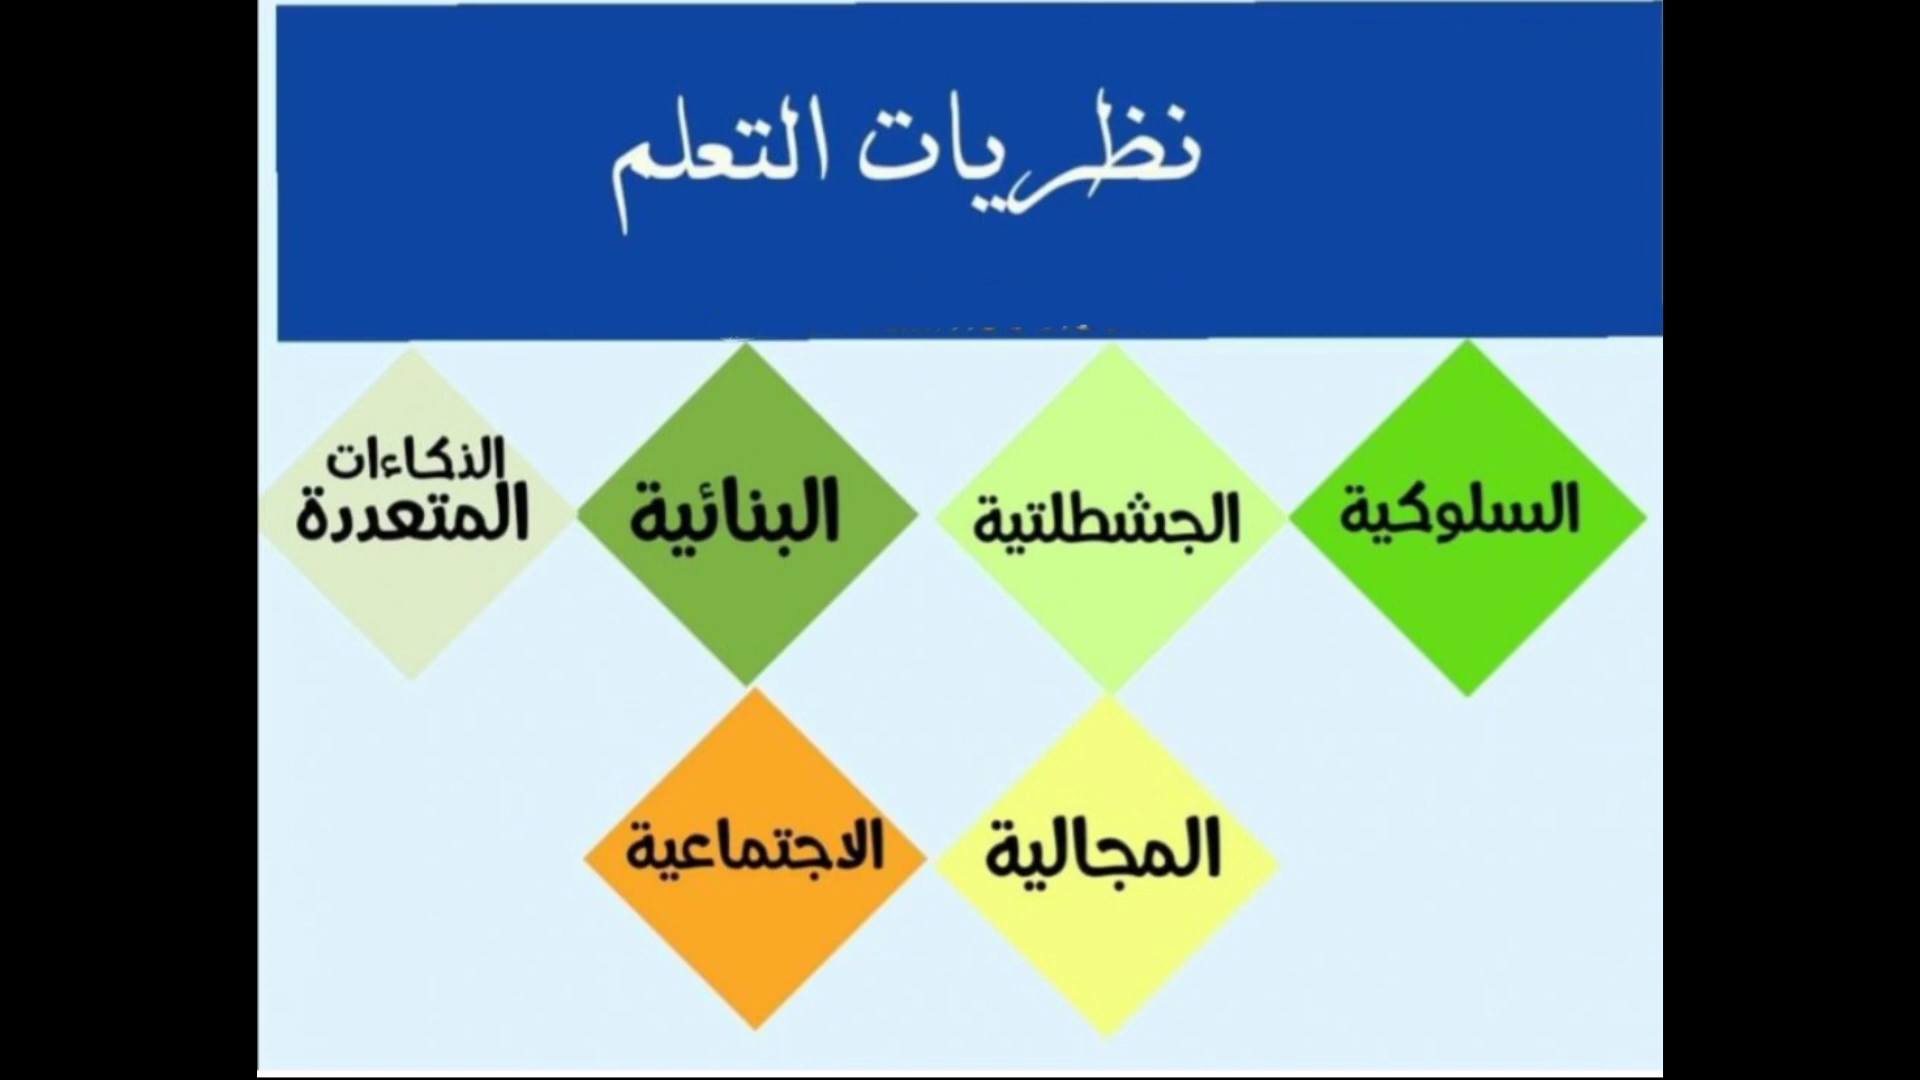 نظريات التعلم
السلوكية
الجشطلتية
البنائية
الذكاءات
المتعددة
المجالية
الاجتماعية